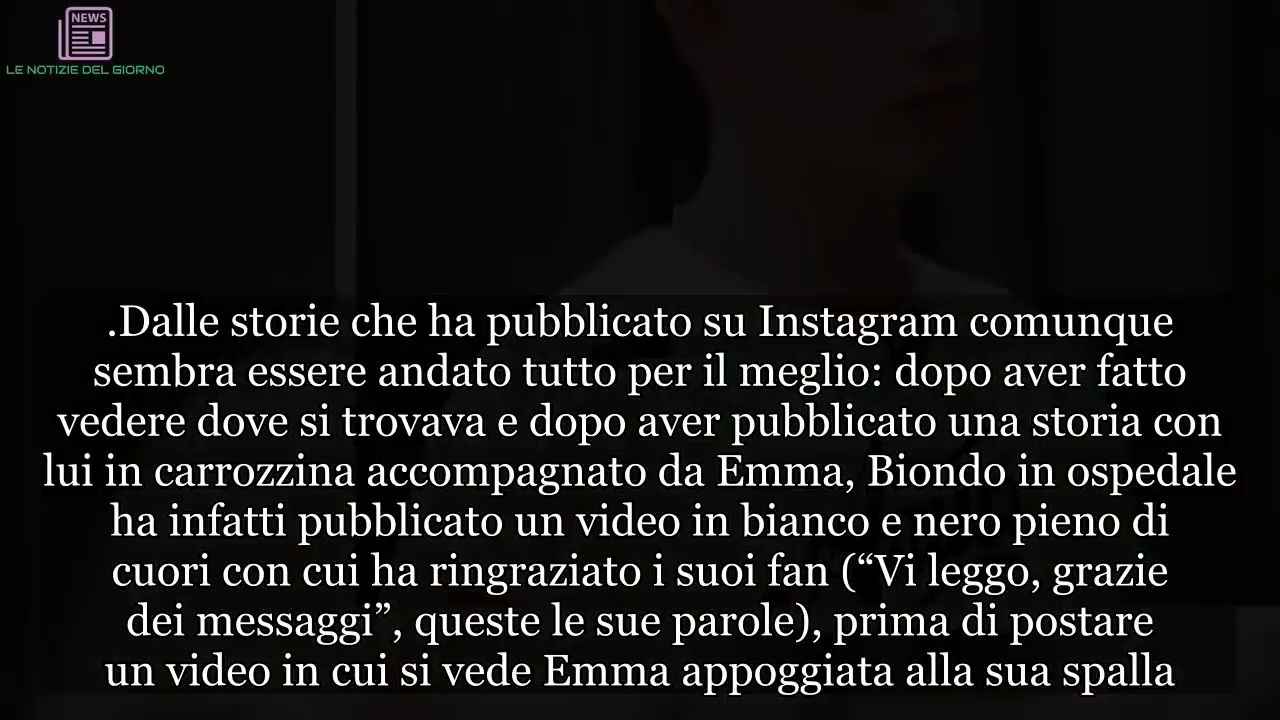 NEWS
LE NOTIZIE DEL GIORNO
.Dalle storie che ha pubblicato su Instagram comunque
sembra essere andato tutto per il meglio: dopo aver fatto
vedere dove si trovava e dopo aver pubblicato una storia con
lui in carrozzina accompagnato da Emma, Biondo in ospedale
ha infatti pubblicato un video in bianco e nero pieno di
cuori con cui ha ringraziato i suoi fan (“Vi leggo, grazie
dei messaggi”, queste le sue parole), prima di postare
un video in cui si vede Emma appoggiata alla sua spalla